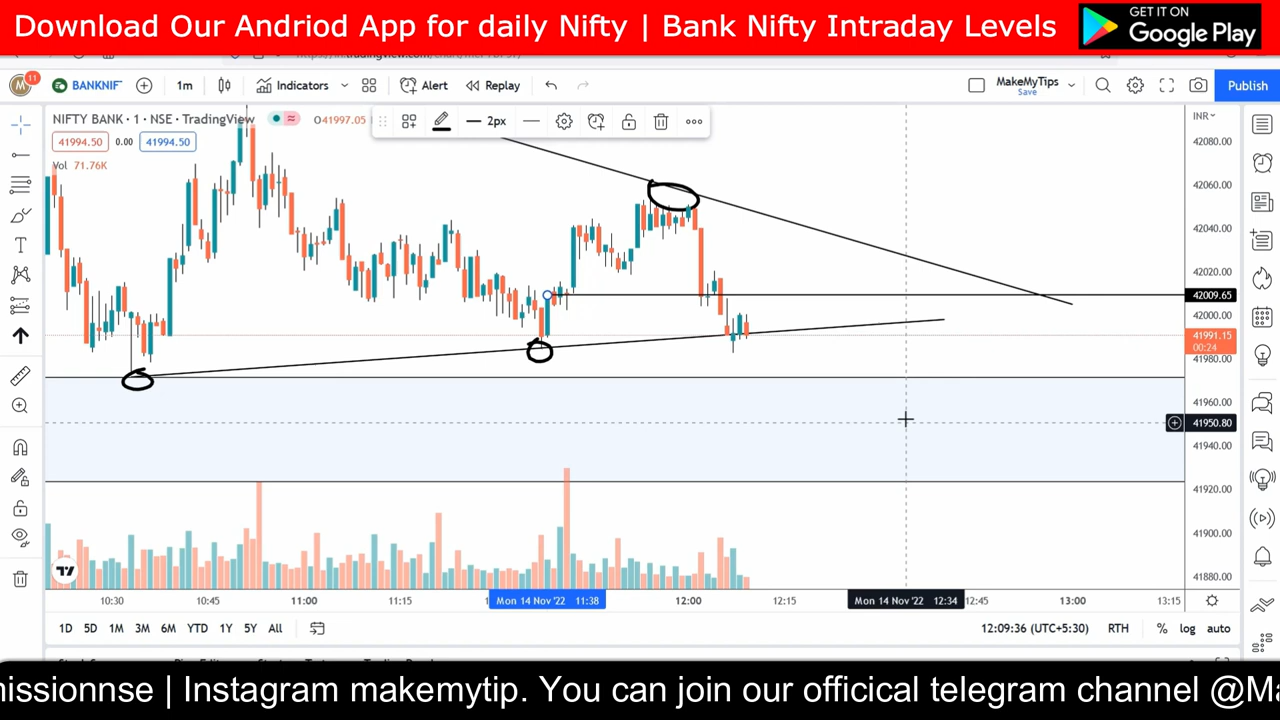 Download Our Andriod App for daily Nifty | Bank Nifty Intraday Levels
GET IT ON
Google Play
M 11 BANKNIF 1m Indicators Alert Replay MakeMyTips Save Publish
NIFTY BANK · 1 · NSE · TradingView O41997.05 2px INR
41994.50 0.00 41994.50
Vol 71.76K
42080.00
42060.00
42040.00
42020.00
42009.65
42000.00
41991.15
00:24
41980.00
41960.00
41950.80
41940.00
41920.00
41900.00
41880.00
10:30 10:45 11:00 11:15 Mon 14 Nov '22 11:38 12:00 12:15 Mon 14 Nov '22 12:34 12:45 13:00 13:15
1D 5D 1M 3M 6M YTD 1Y 5Y All 12:09:36 (UTC+5:30) RTH % log auto
missionnse | Instagram makemytip. You can join our officical telegram channel @Ma